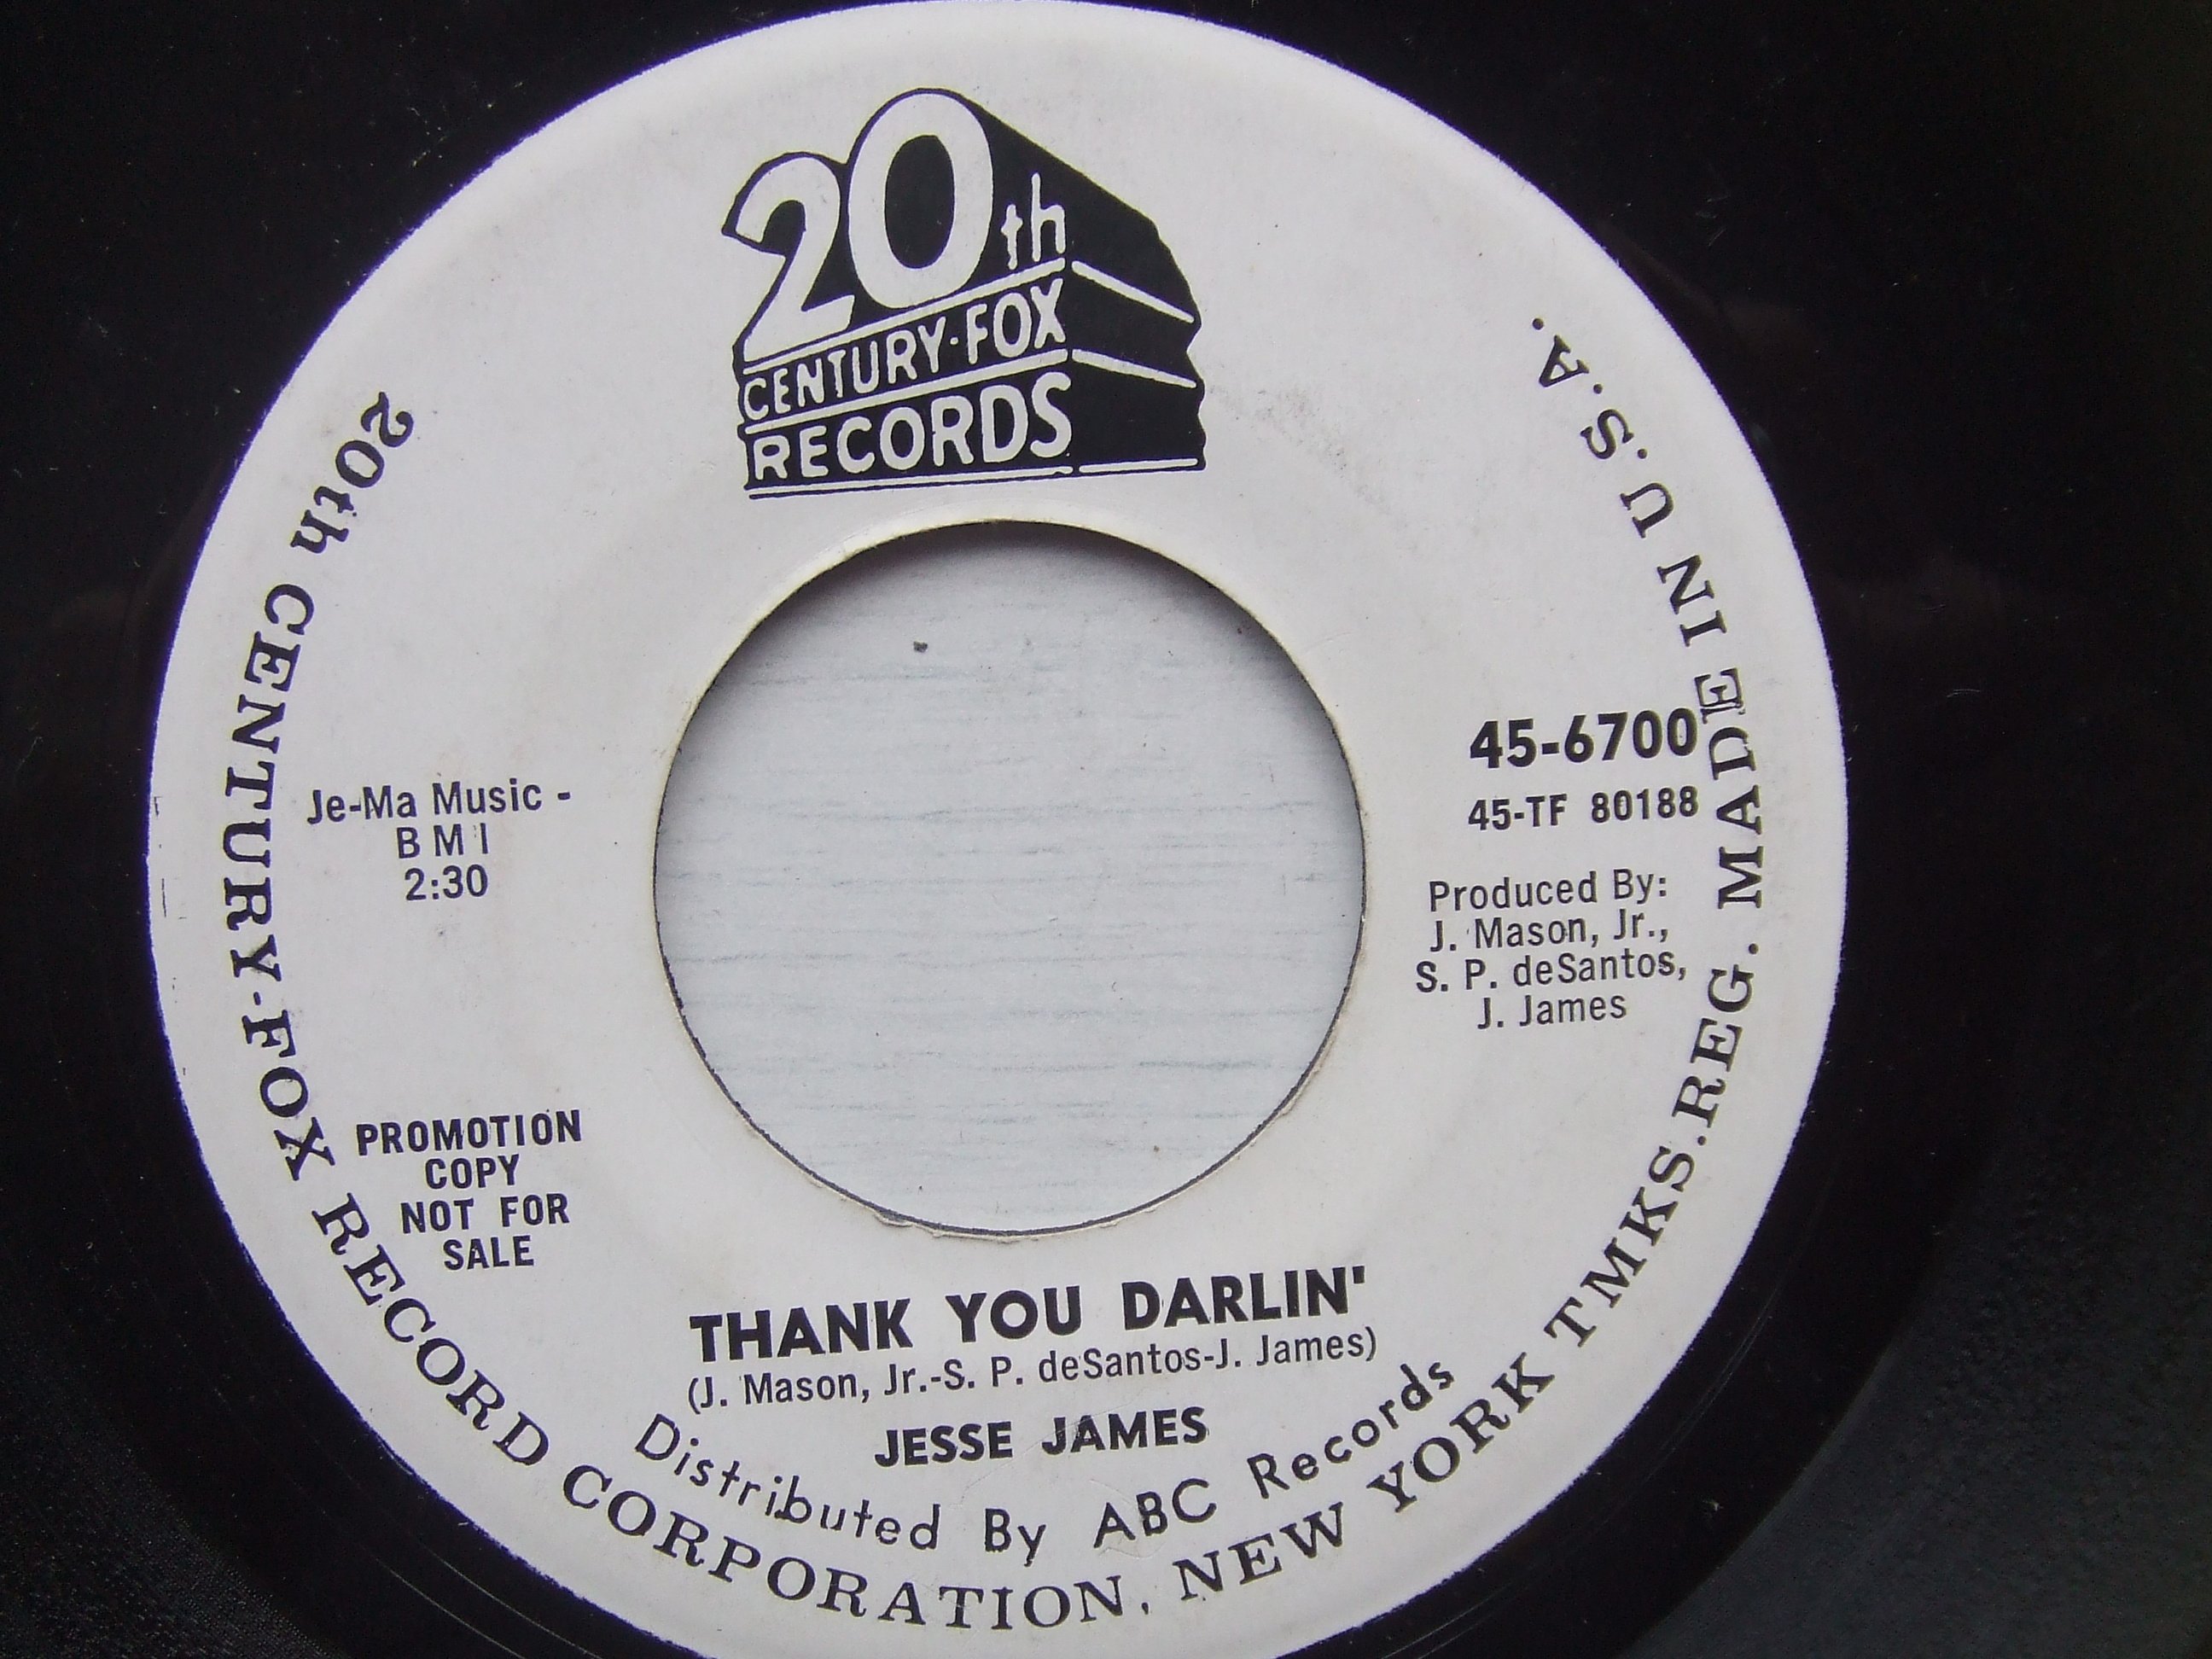 20th
CENTURY·FOX
RECORDS
20th CENTURY·FOX RECORD CORPORATION, NEW YORK TMKS.REG. MADE IN U.S.A.
Je-Ma Music -
BMI
2:30
45-6700
45-TF 80188
Produced By:
J. Mason, Jr.,
S. P. deSantos,
J. James
PROMOTION
COPY
NOT FOR
SALE
THANK YOU DARLIN'
(J. Mason, Jr.-S. P. deSantos-J. James)
JESSE JAMES
Distributed By ABC Records